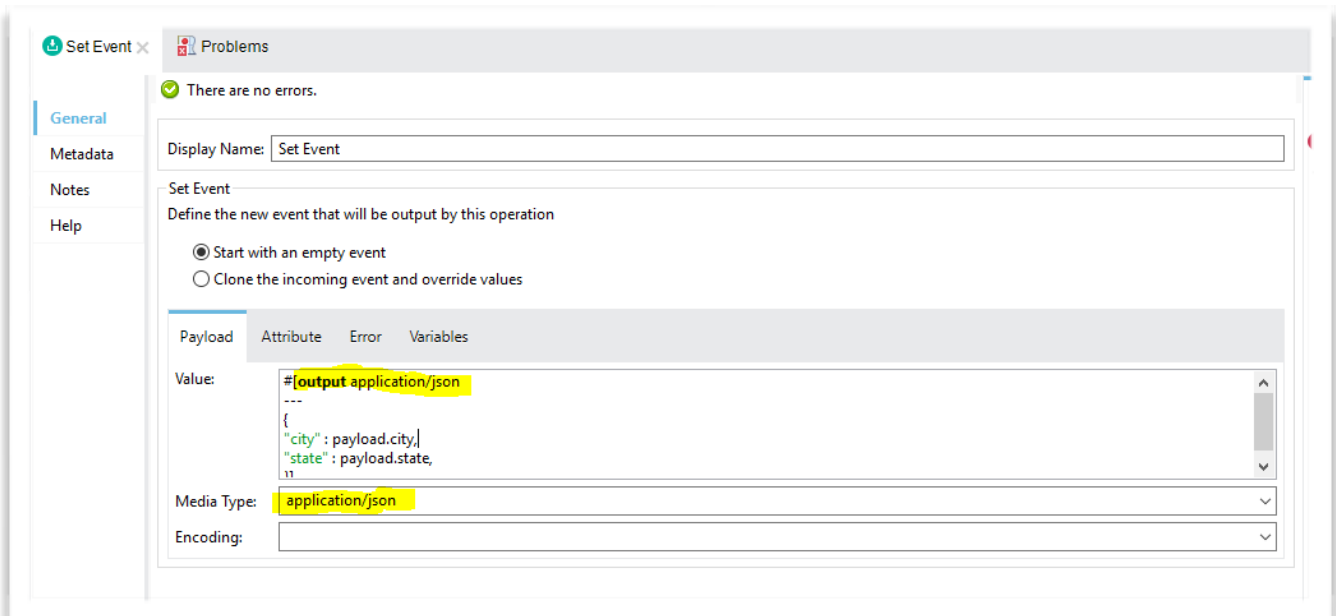 Set Event
Problems
There are no errors.
General
Metadata
Notes
Help
Display Name: Set Event
Set Event
Define the new event that will be output by this operation
Start with an empty event
Clone the incoming event and override values
Payload Attribute Error Variables
Value:
#[output application/json
---
{
"city" : payload.city,
"state" : payload.state,
}]
Media Type: application/json
Encoding: